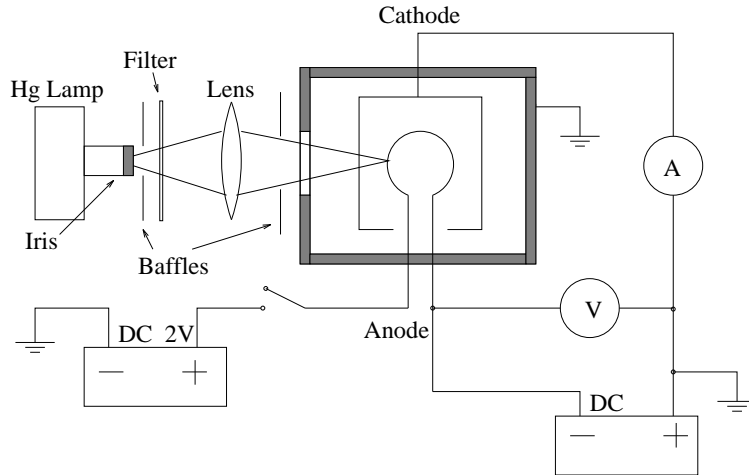 Cathode
Filter
Hg Lamp
Lens
A
Iris
Baffles
Anode
V
DC 2V
− +
DC
− +